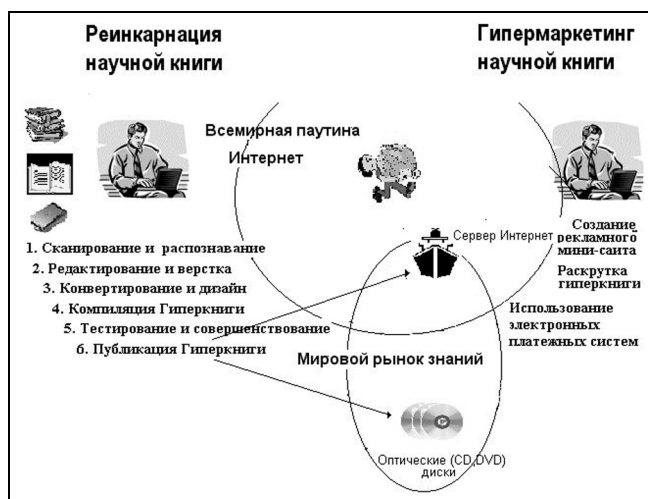 Реинкарнация
научной книги
Гипермаркетинг
научной книги
Всемирная паутина
Интернет
Сервер Интернет
1. Сканирование и распознавание
2. Редактирование и верстка
3. Конвертирование и дизайн
4. Компиляция Гиперкниги
5. Тестирование и совершенствование
6. Публикация Гиперкниги
Создание
рекламного
мини-сайта
Раскрутка
гиперкниги
Использование
электронных
платежных систем
Мировой рынок знаний
Оптические (CD,DVD)
диски